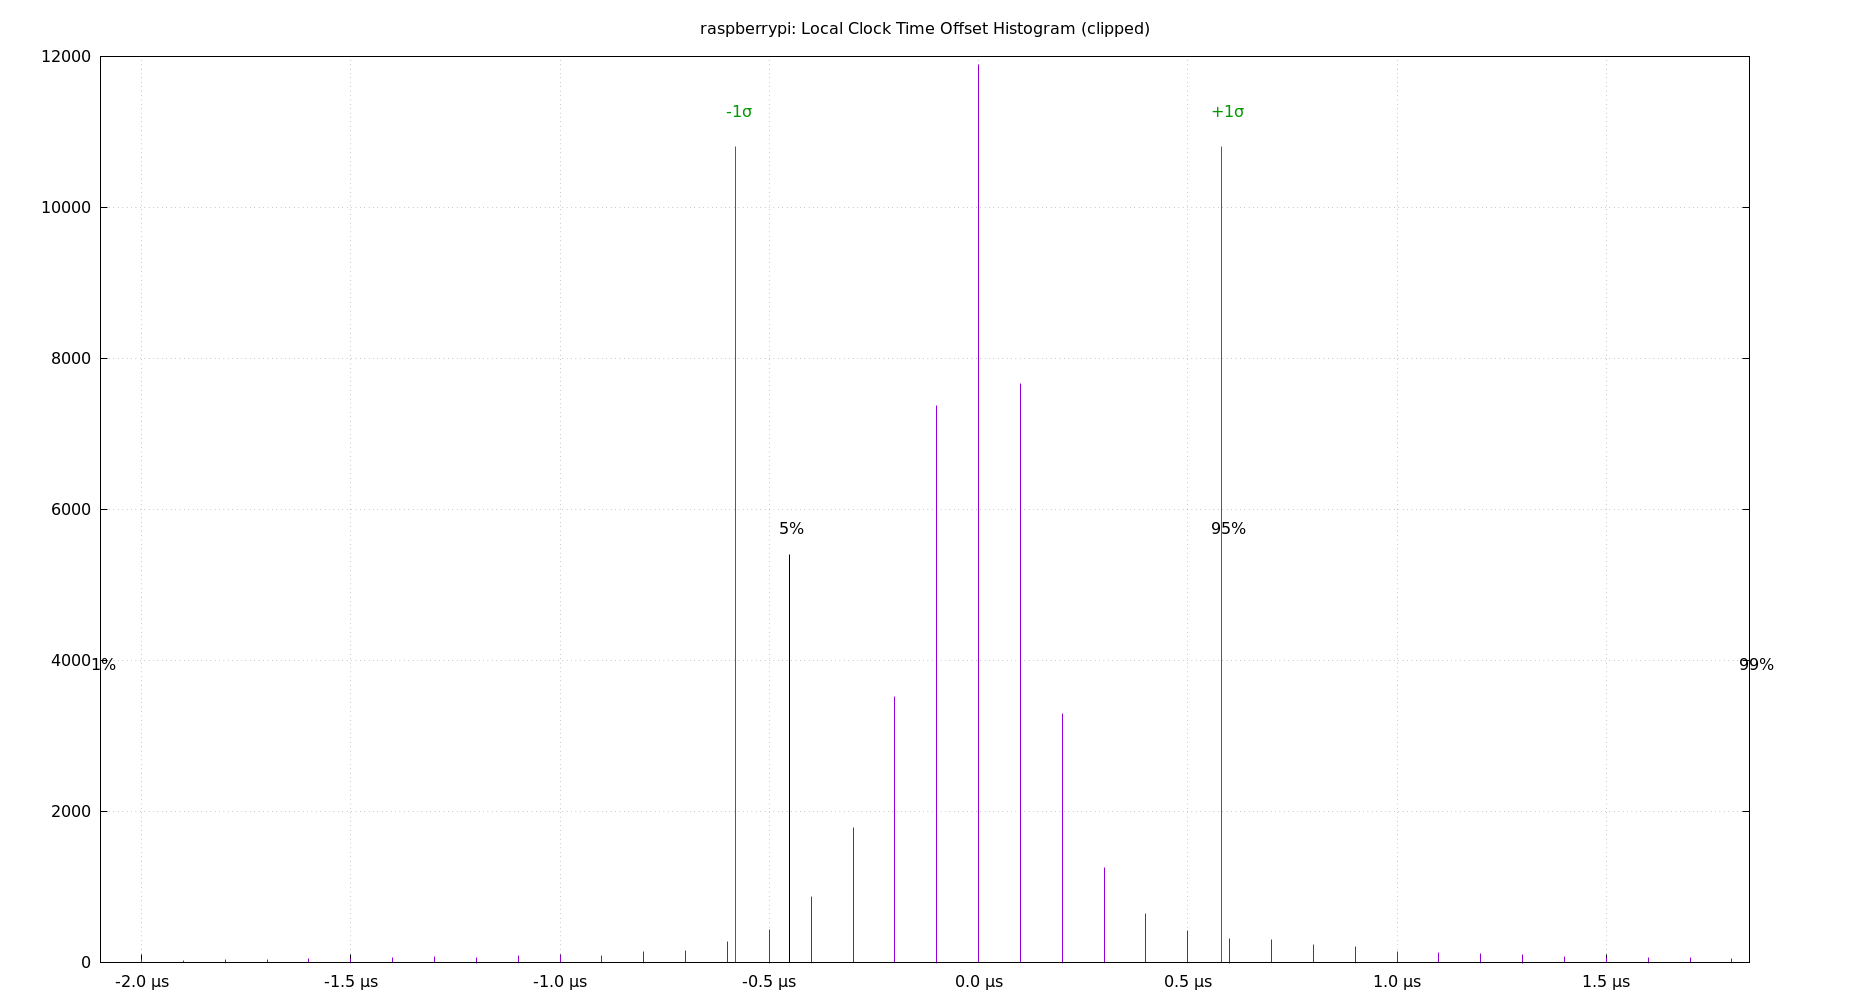 raspberrypi: Local Clock Time Offset Histogram (clipped)
12000
-1σ
+1σ
10000
8000
6000
5%
95%
4000
1%
99%
2000
0
-2.0 µs
-1.5 µs
-1.0 µs
-0.5 µs
0.0 µs
0.5 µs
1.0 µs
1.5 µs